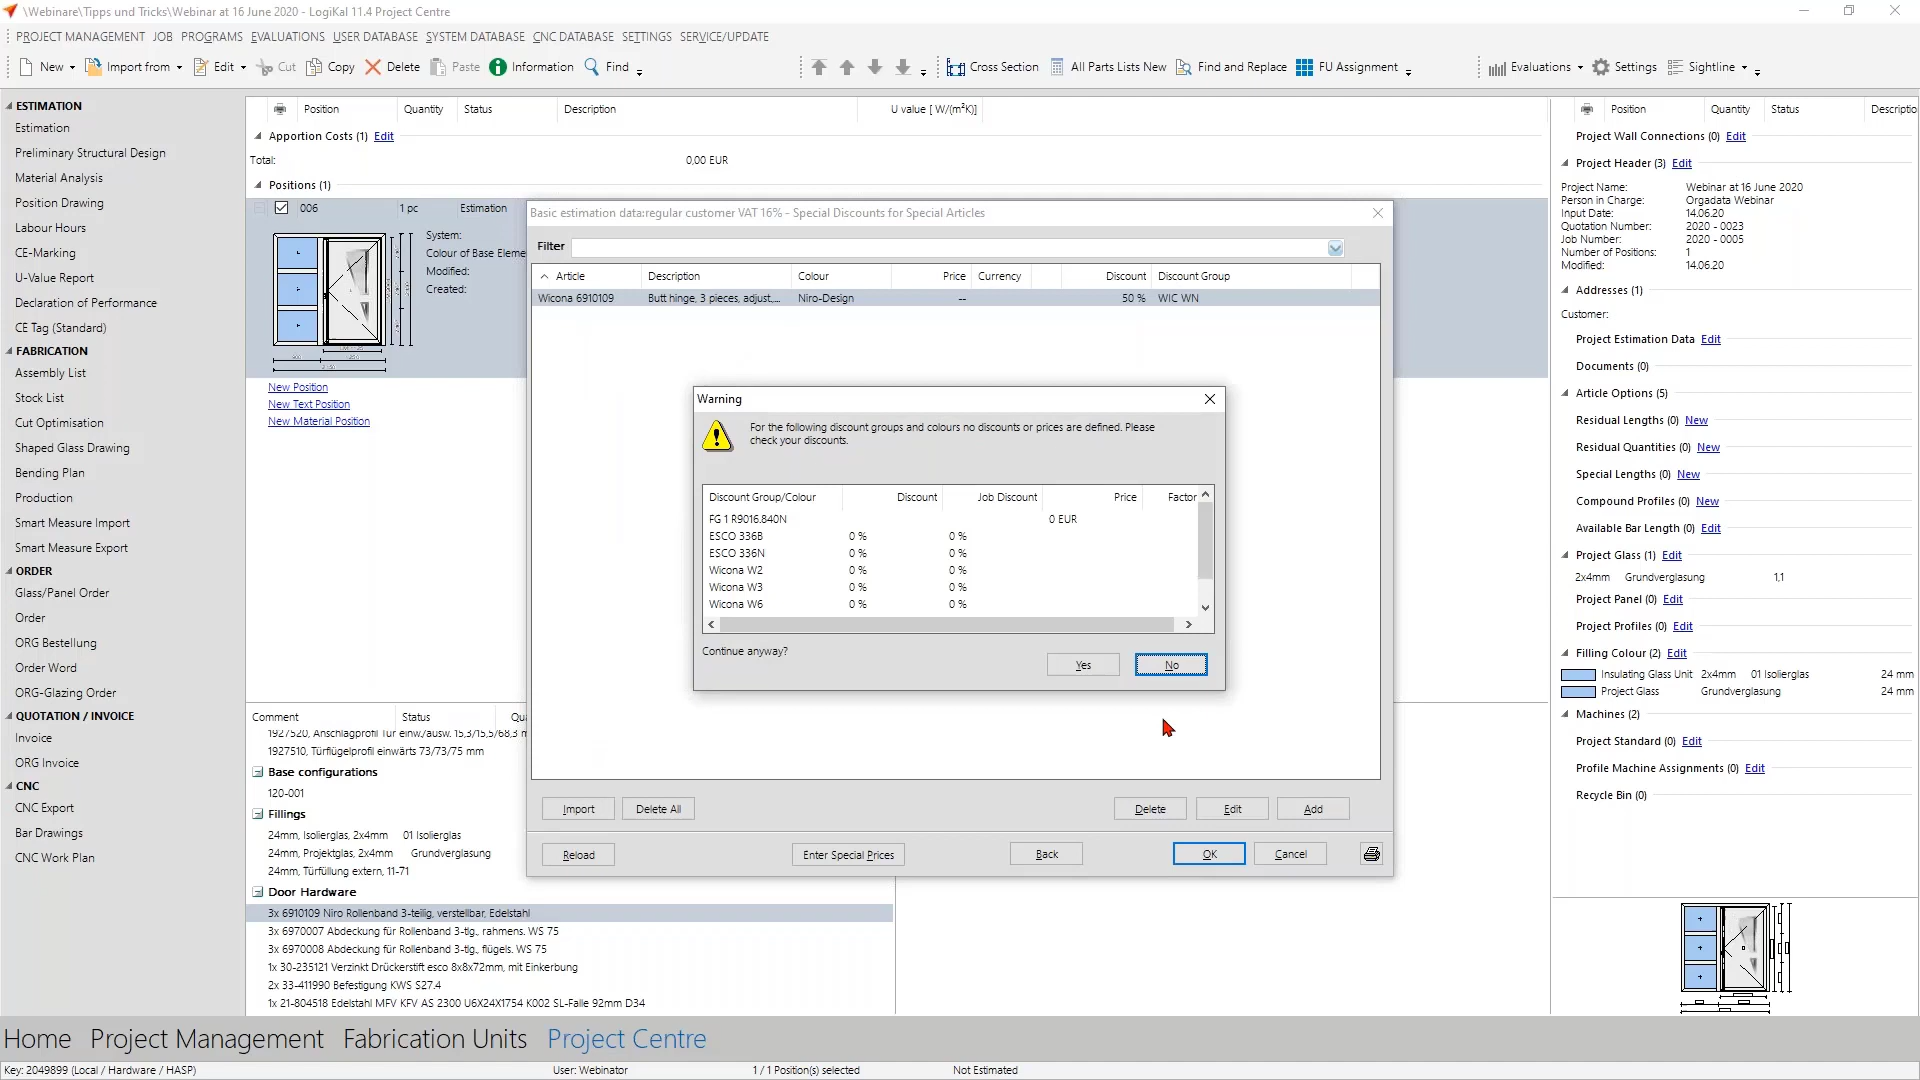 \Webinare\Tipps und Tricks\Webinar at 16 June 2020 - LogiKal 11.4 Project Centre
PROJECT MANAGEMENT JOB PROGRAMS EVALUATIONS USER DATABASE SYSTEM DATABASE CNC DATABASE SETTINGS SERVICE/UPDATE
New Import from Edit Cut Copy Delete Paste Information Find Cross Section All Parts Lists New Find and Replace FU Assignment Evaluations Settings Sightline
ESTIMATION
Estimation
Preliminary Structural Design
Material Analysis
Position Drawing
Labour Hours
CE-Marking
U-Value Report
Declaration of Performance
CE Tag (Standard)
FABRICATION
Assembly List
Stock List
Cut Optimisation
Shaped Glass Drawing
Bending Plan
Production
Smart Measure Import
Smart Measure Export
ORDER
Glass/Panel Order
Order
ORG Bestellung
Order Word
ORG-Glazing Order
QUOTATION / INVOICE
Invoice
ORG Invoice
CNC
CNC Export
Bar Drawings
CNC Work Plan
Position Quantity Status Description U value [ W/(m²K)]
Apportion Costs (1) Edit
Total: 0,00 EUR
Positions (1)
006 1 pc Estimation
System:
Colour of Base Eleme
Modified:
Created:
New Position
New Text Position
New Material Position
Basic estimation data:regular customer VAT 16% - Special Discounts for Special Articles
Filter
Article Description Colour Price Currency Discount Discount Group
Wicona 6910109 Butt hinge, 3 pieces, adjust.... Niro-Design -- 50 % WIC WN
Warning
For the following discount groups and colours no discounts or prices are defined. Please
check your discounts.
Discount Group/Colour Discount Job Discount Price Factor
FG 1 R9016.840N 0 EUR
ESCO 336B 0 % 0 %
ESCO 336N 0 % 0 %
Wicona W2 0 % 0 %
Wicona W3 0 % 0 %
Wicona W6 0 % 0 %
Continue anyway?
Yes No
Import Delete All Delete Edit Add
Reload Enter Special Prices Back OK Cancel
Comment Status Qu
1927520, Anschlagprofil für einw./ausw. 15,3/15,5/68,3 m
1927510, Türflügelprofil einwärts 73/73/75 mm
Base configurations
120-001
Fillings
24mm, Isolierglas, 2x4mm 01 Isolierglas
24mm, Projektglas, 2x4mm Grundverglasung
24mm, Türfüllung extern, 11-71
Door Hardware
3x 6910109 Niro Rollenband 3-teilig, verstellbar, Edelstahl
3x 6970007 Abdeckung für Rollenband 3-tlg., rahmens. WS 75
3x 6970008 Abdeckung für Rollenband 3-tlg., flügels. WS 75
1x 30-235121 Verzinkt Drückerstift esco 8x8x72mm, mit Einkerbung
2x 33-411990 Befestigung KWS S27.4
1x 21-804518 Edelstahl MFV KFV AS 2300 U6X24X1754 K002 SL-Falle 92mm D34
Position Quantity Status Descriptio
Project Wall Connections (0) Edit
Project Header (3) Edit
Project Name: Webinar at 16 June 2020
Person in Charge: Orgadata Webinar
Input Date: 14.06.20
Quotation Number: 2020 - 0023
Job Number: 2020 - 0005
Number of Positions: 1
Modified: 14.06.20
Addresses (1)
Customer:
Project Estimation Data Edit
Documents (0)
Article Options (5)
Residual Lengths (0) New
Residual Quantities (0) New
Special Lengths (0) New
Compound Profiles (0) New
Available Bar Length (0) Edit
Project Glass (1) Edit
2x4mm Grundverglasung 1,1
Project Panel (0) Edit
Project Profiles (0) Edit
Filling Colour (2) Edit
Insulating Glass Unit 2x4mm 01 Isolierglas 24 mm
Project Glass Grundverglasung 24 mm
Machines (2)
Project Standard (0) Edit
Profile Machine Assignments (0) Edit
Recycle Bin (0)
Home Project Management Fabrication Units Project Centre
Key: 2049899 (Local / Hardware / HASP) User: Webinator 1 / 1 Position(s) selected Not Estimated